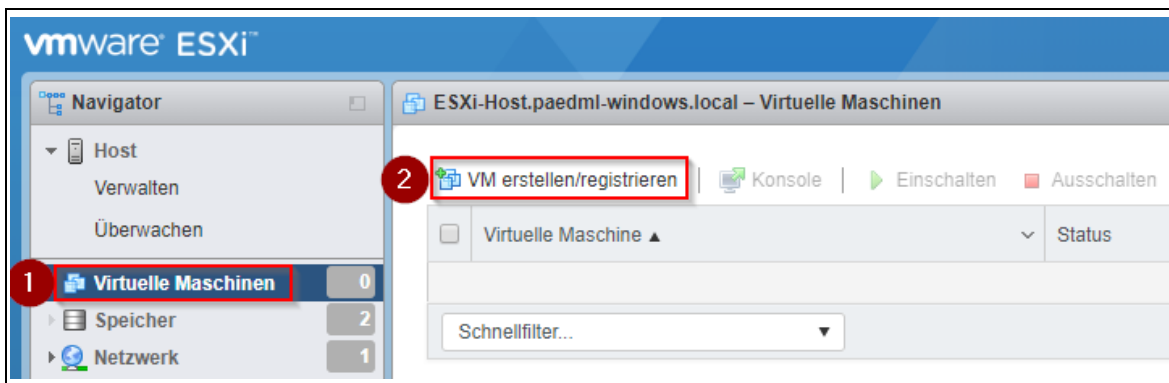 vmware® ESXi™
Navigator
Host
Verwalten
Überwachen
1 Virtuelle Maschinen 0
Speicher 2
Netzwerk 1
ESXi-Host.paedml-windows.local – Virtuelle Maschinen
2 VM erstellen/registrieren | Konsole | Einschalten Ausschalten
Virtuelle Maschine ▲ Status
Schnellfilter...